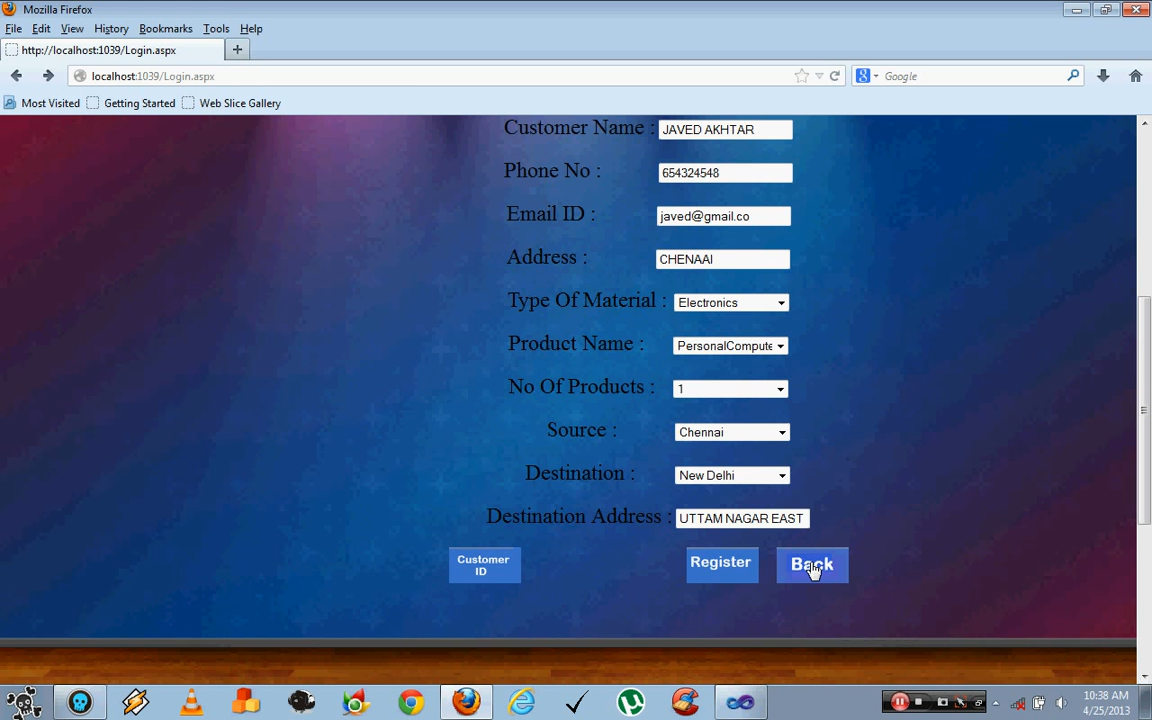 Mozilla Firefox
File Edit View History Bookmarks Tools Help
http://localhost:1039/Login.aspx
localhost:1039/Login.aspx
Google
Most Visited Getting Started Web Slice Gallery
Customer Name : JAVED AKHTAR
Phone No : 654324548
Email ID : javed@gmail.co
Address : CHENAAI
Type Of Material : Electronics
Product Name : PersonalCompute
No Of Products : 1
Source : Chennai
Destination : New Delhi
Destination Address : UTTAM NAGAR EAST
Customer ID
Register
Back
10:38 AM
4/25/2013